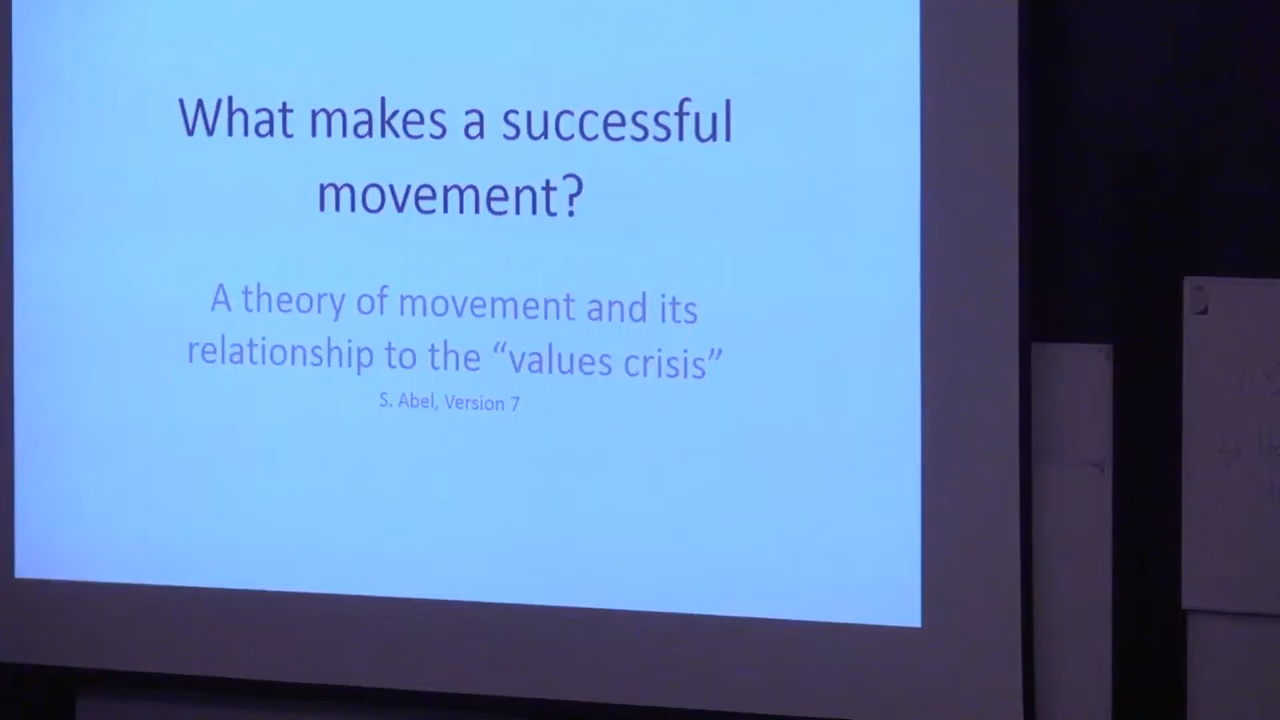 What makes a successful
movement?
A theory of movement and its
relationship to the “values crisis”
S. Abel, Version 7